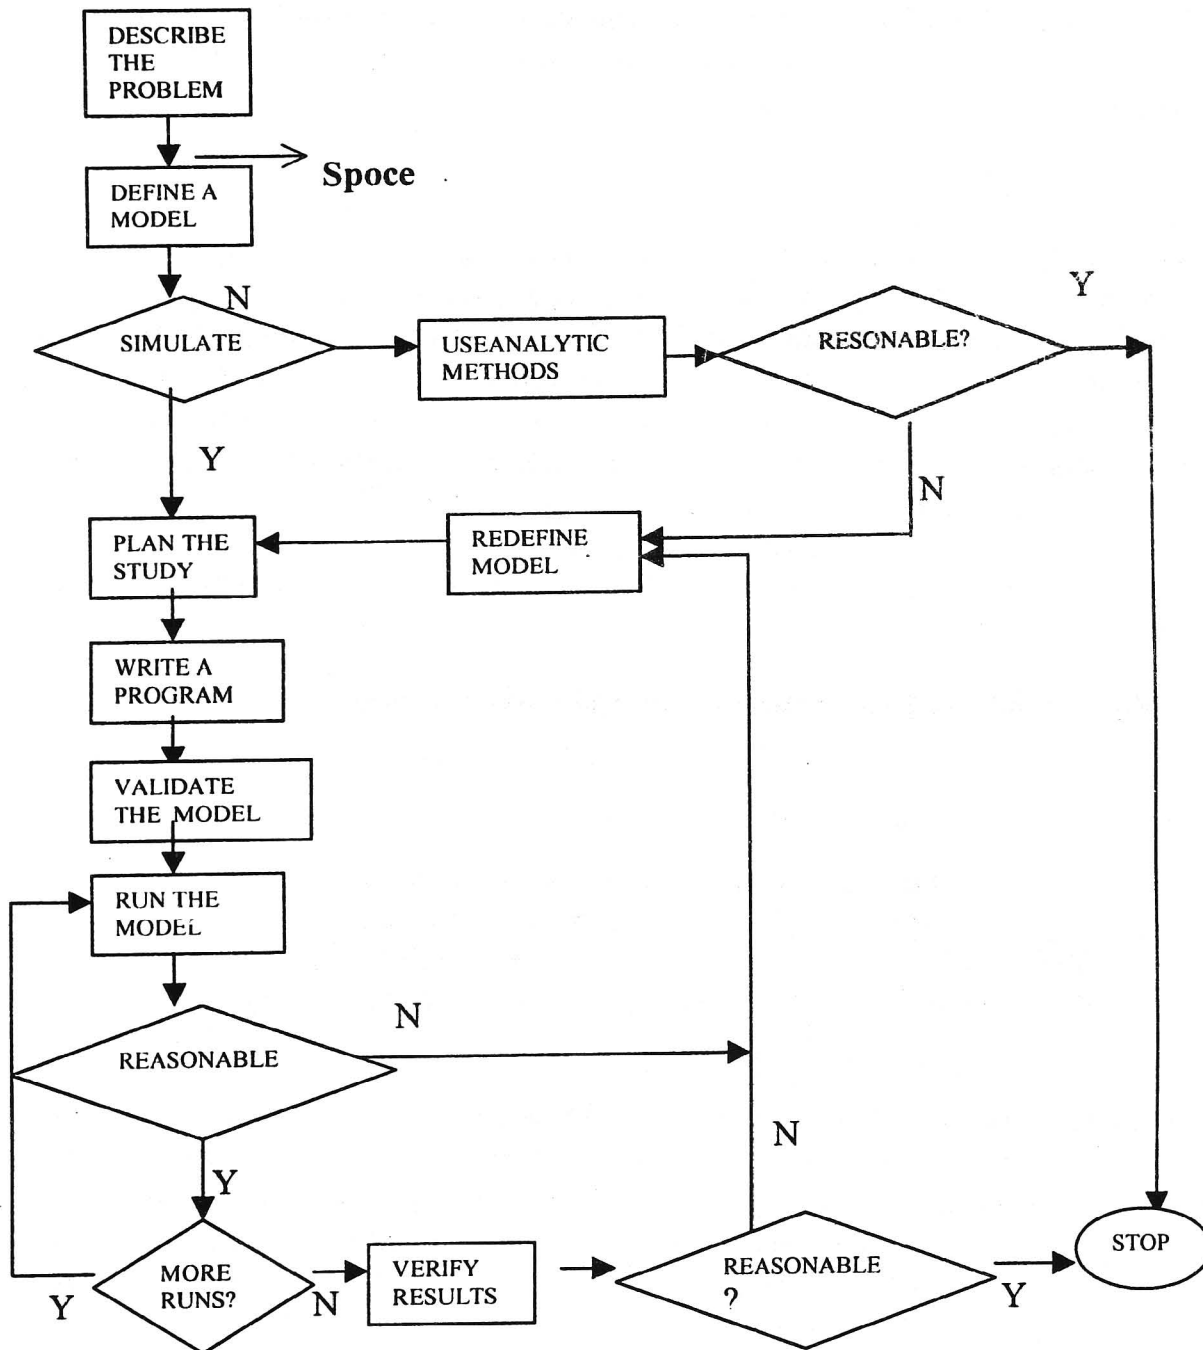 DESCRIBE
THE
PROBLEM
Spoce
DEFINE A
MODEL
N
SIMULATE
USEANALYTIC
METHODS
RESONABLE?
Y
Y
N
PLAN THE
STUDY
REDEFINE
MODEL
WRITE A
PROGRAM
VALIDATE
THE MODEL
RUN THE
MODEL
REASONABLE
N
Y
N
MORE
RUNS?
Y
N
VERIFY
RESULTS
REASONABLE
?
Y
STOP